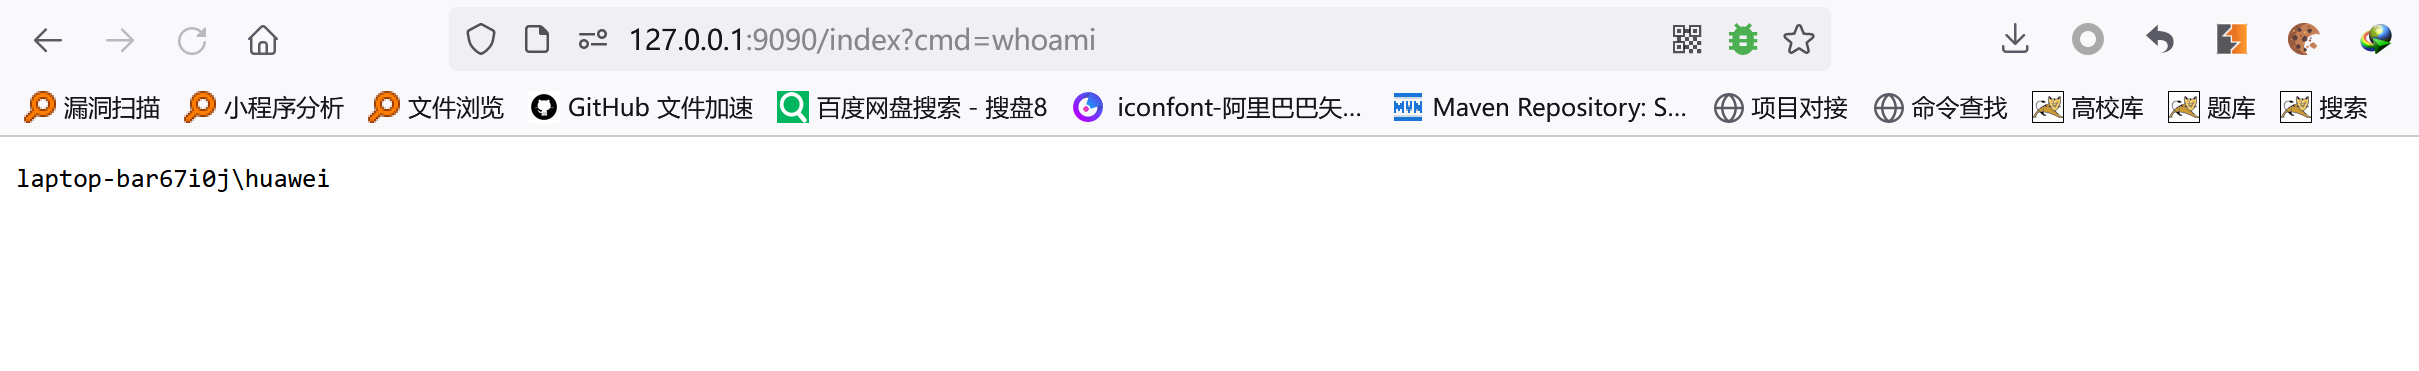 127.0.0.1:9090/index?cmd=whoami
漏洞扫描 小程序分析 文件浏览 GitHub 文件加速 百度网盘搜索 - 搜盘8 iconfont-阿里巴巴矢... MVN Maven Repository: S... 项目对接 命令查找 高校库 题库 搜索
laptop-bar67i0j\huawei